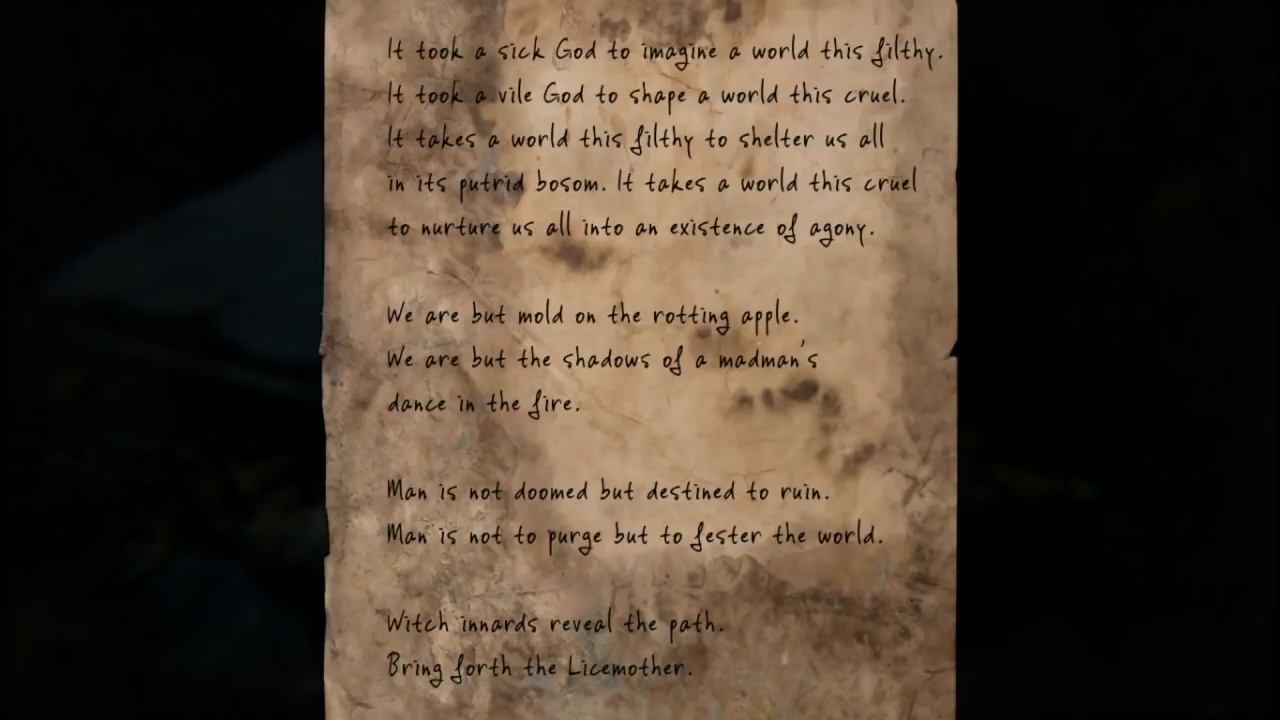 It took a sick God to imagine a world this filthy.
It took a vile God to shape a world this cruel.
It takes a world this filthy to shelter us all
in its putrid bosom. It takes a world this cruel
to nurture us all into an existence of agony.
We are but mold on the rotting apple.
We are but the shadows of a madman's
dance in the fire.
Man is not doomed but destined to ruin.
Man is not to purge but to fester the world.
Witch innards reveal the path.
Bring forth the Licemother.